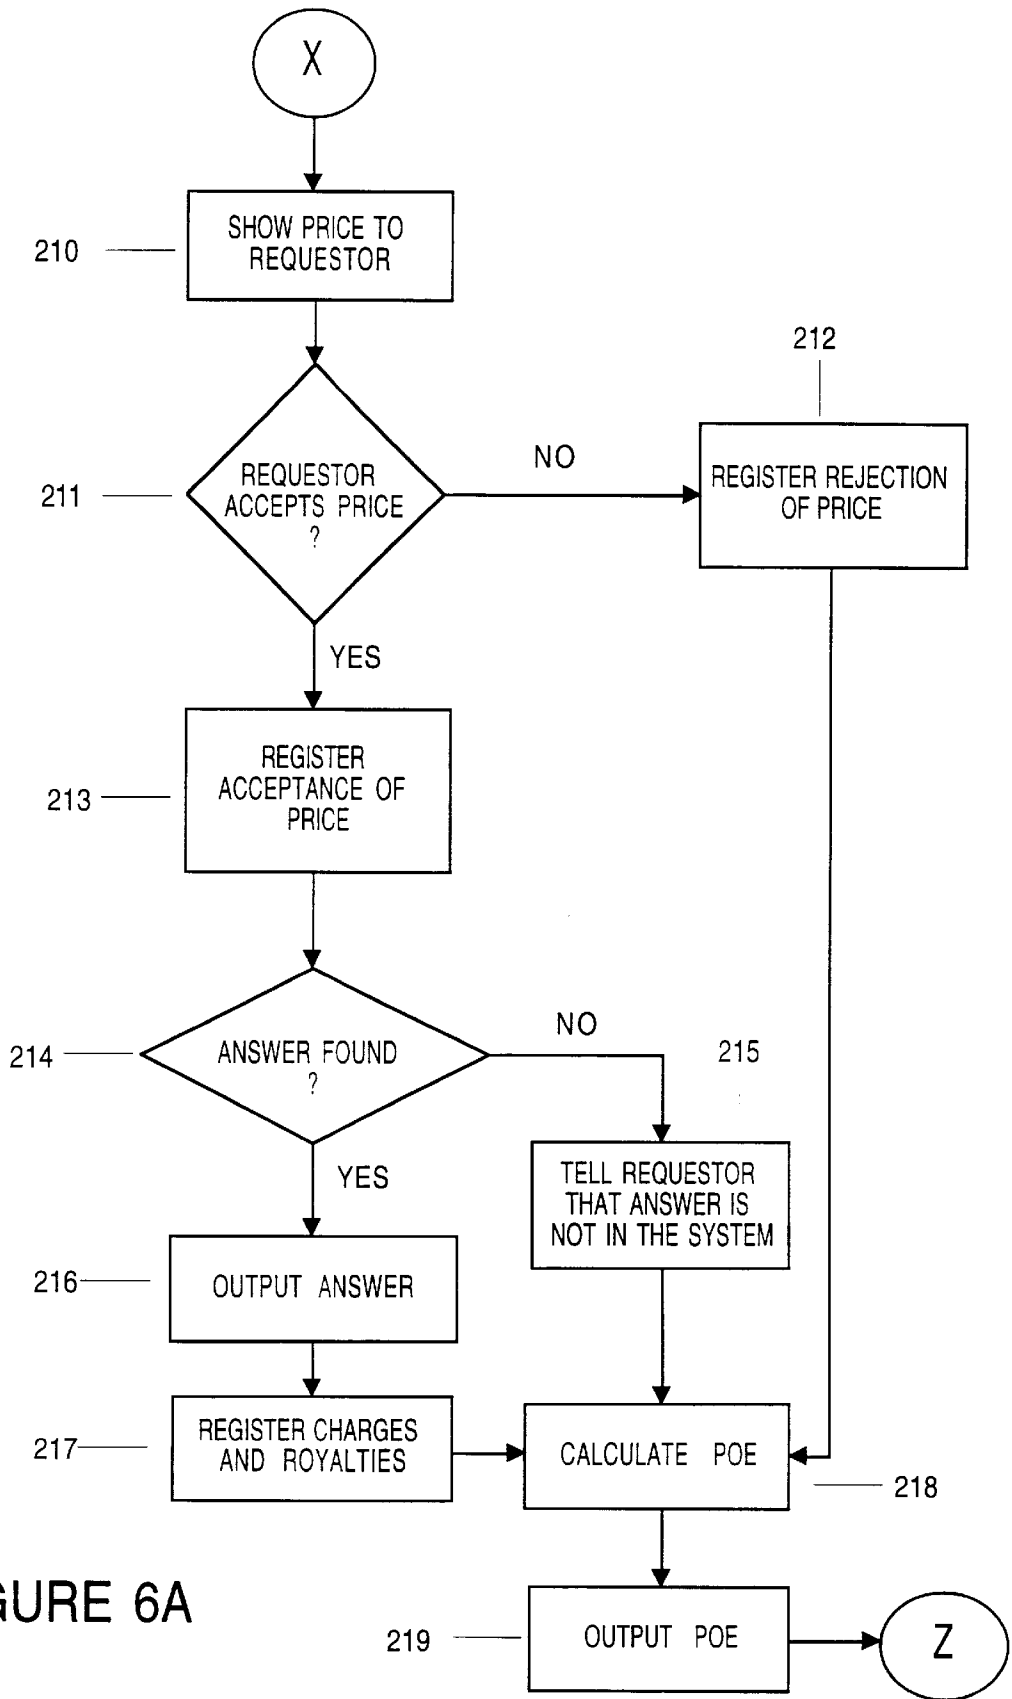 X
SHOW PRICE TO
REQUESTOR
210
212
REQUESTOR
ACCEPTS PRICE
?
211
NO
REGISTER REJECTION
OF PRICE
YES
REGISTER
ACCEPTANCE OF
PRICE
213
NO
ANSWER FOUND
?
214
215
YES
TELL REQUESTOR
THAT ANSWER IS
NOT IN THE SYSTEM
OUTPUT ANSWER
216
REGISTER CHARGES
AND ROYALTIES
217
CALCULATE POE
218
GURE 6A
OUTPUT POE
219
Z